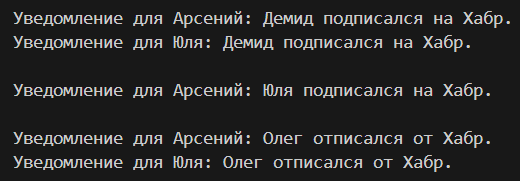 Уведомление для Арсений: Демид подписался на Хабр.
Уведомление для Юля: Демид подписался на Хабр.
Уведомление для Арсений: Юля подписался на Хабр.
Уведомление для Арсений: Олег отписался от Хабр.
Уведомление для Юля: Олег отписался от Хабр.